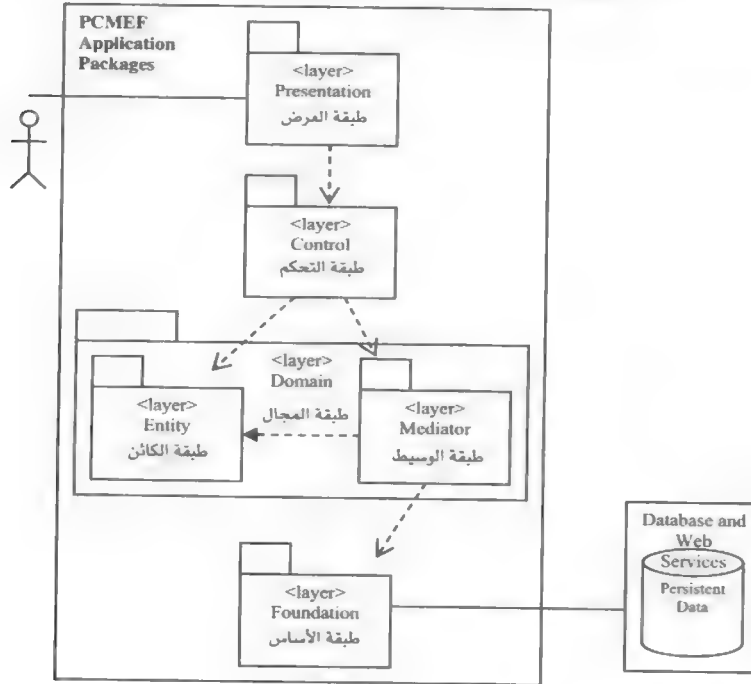 PCMEF
Application
Packages
<layer>
Presentation
طبقة العرض
<layer>
Control
طبقة التحكم
<layer>
Domain
طبقة المجال
<layer>
Entity
طبقة الكائن
<layer>
Mediator
طبقة الوسيط
<layer>
Foundation
طبقة الأساس
Database and
Web
Services
Persistent
Data